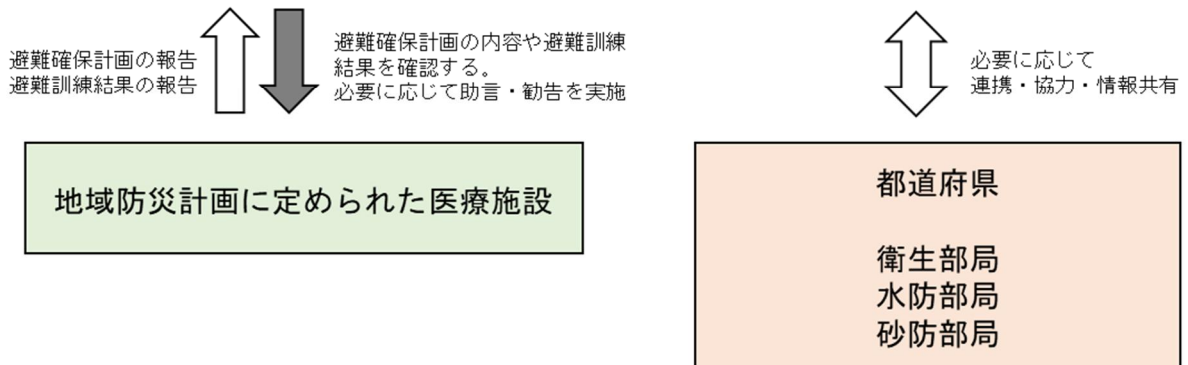 避難確保計画の報告
避難訓練結果の報告
避難確保計画の内容や避難訓練
結果を確認する。
必要に応じて助言・勧告を実施
必要に応じて
連携・協力・情報共有
地域防災計画に定められた医療施設
都道府県
衛生部局
水防部局
砂防部局